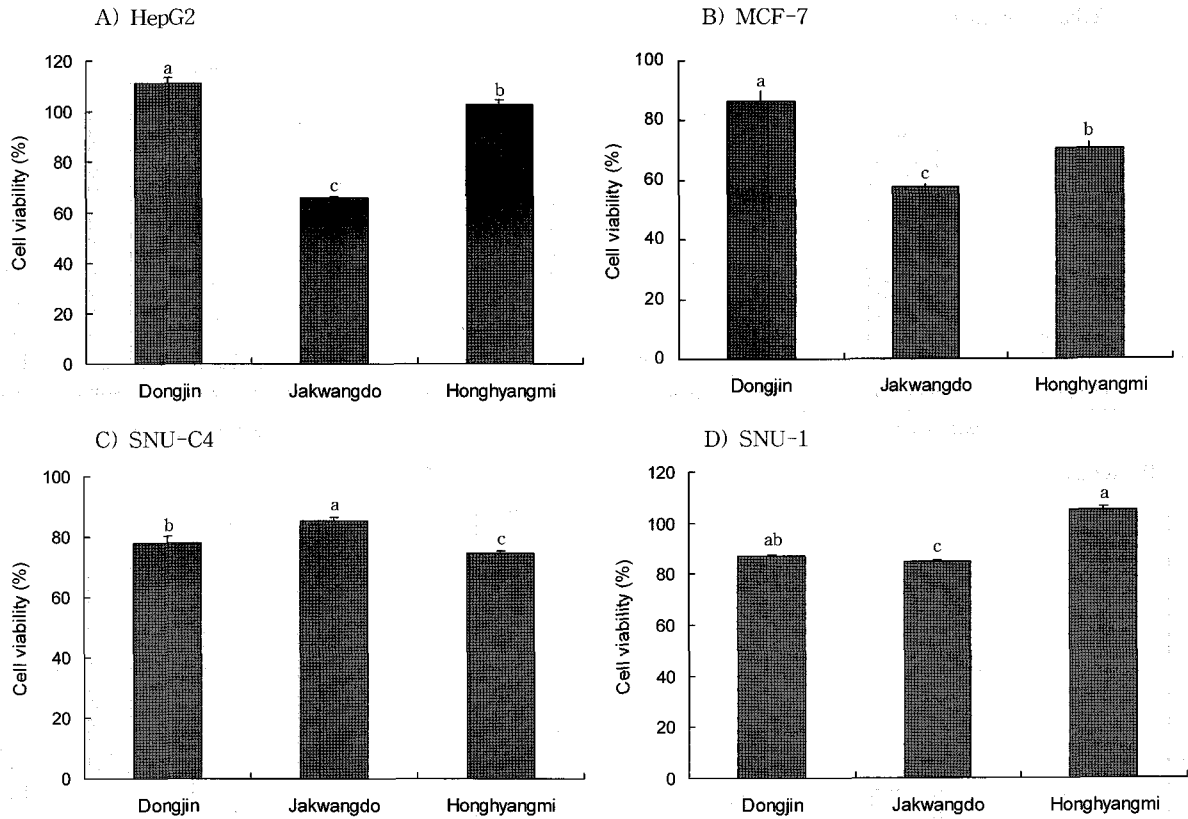 A) HepG2
Cell viability (%)
120
100
80
60
40
20
0
a
c
b
Dongjin
Jakwangdo
Honghyangmi
B) MCF-7
Cell viability (%)
100
80
60
40
20
0
a
c
b
Dongjin
Jakwangdo
Honghyangmi
C) SNU-C4
Cell viability (%)
100
80
60
40
20
0
b
a
c
Dongjin
Jakwangdo
Honghyangmi
D) SNU-1
Cell viability (%)
120
100
80
60
40
20
0
ab
c
a
Dongjin
Jakwangdo
Honghyangmi